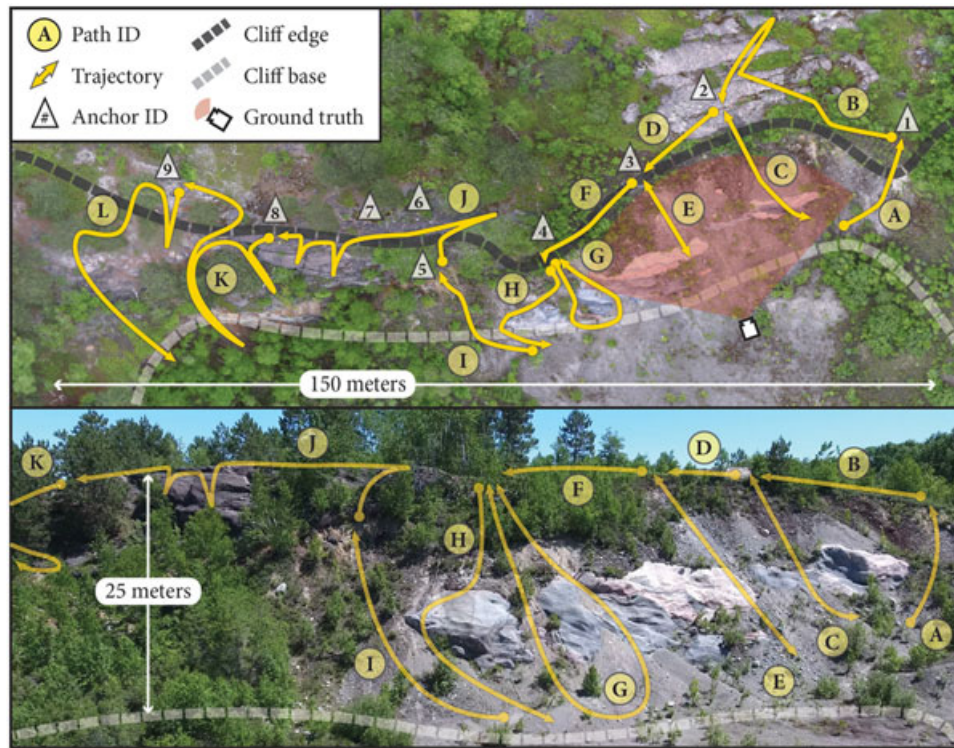 A Path ID
Cliff edge
Trajectory
Cliff base
# Anchor ID
Ground truth
2
B
1
D
9
3
C
L
8
7
6
J
F
E
A
4
K
5
G
H
I
150 meters
J
K
D
B
F
H
25 meters
I
C
A
E
G